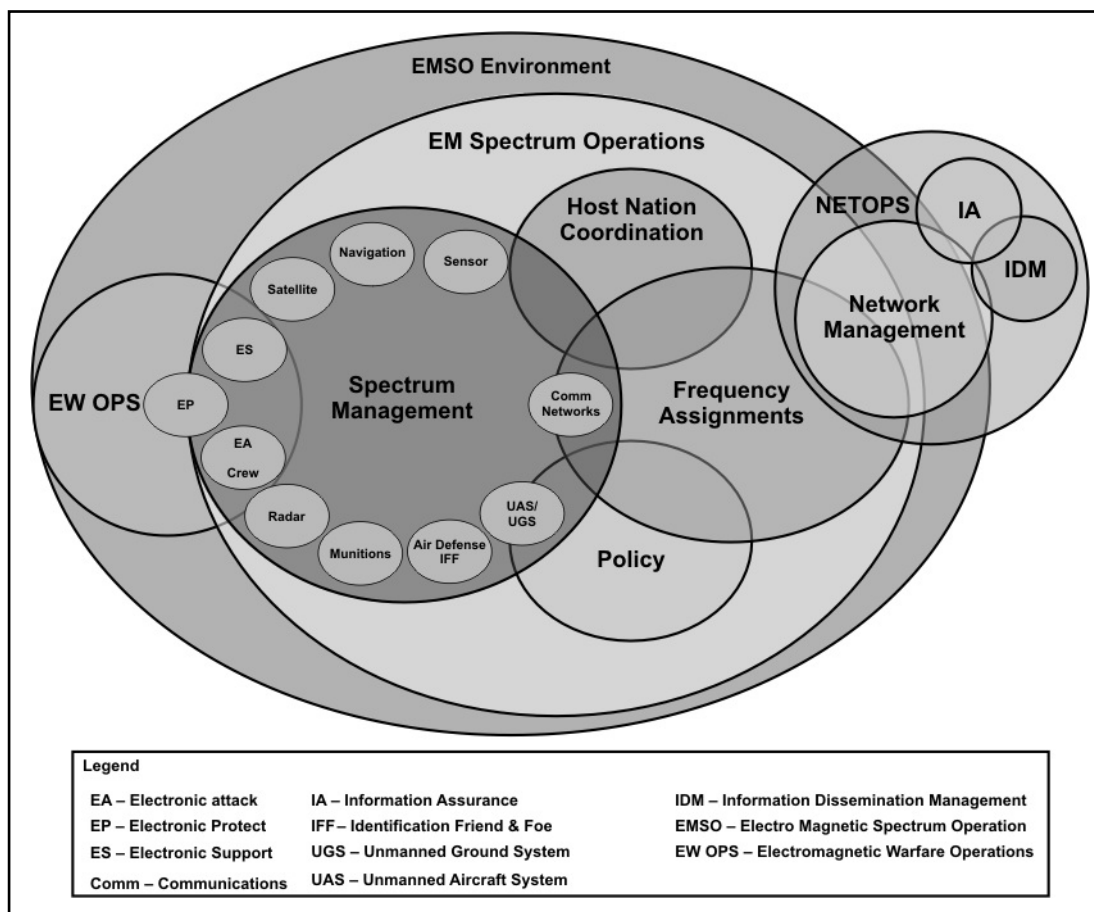 EMSO Environment
EM Spectrum Operations
Host Nation
Coordination
NETOPS
IA
IDM
Network
Management
Navigation
Sensor
Satellite
ES
EW OPS
EP
EA
Crew
Spectrum
Management
Comm
Networks
Frequency
Assignments
Radar
Munitions
Air Defense
IFF
UAS/
UGS
Policy
Legend
EA – Electronic attack
EP – Electronic Protect
ES – Electronic Support
Comm – Communications
IA – Information Assurance
IFF – Identification Friend & Foe
UGS – Unmanned Ground System
UAS – Unmanned Aircraft System
IDM – Information Dissemination Management
EMSO – Electro Magnetic Spectrum Operation
EW OPS – Electromagnetic Warfare Operations